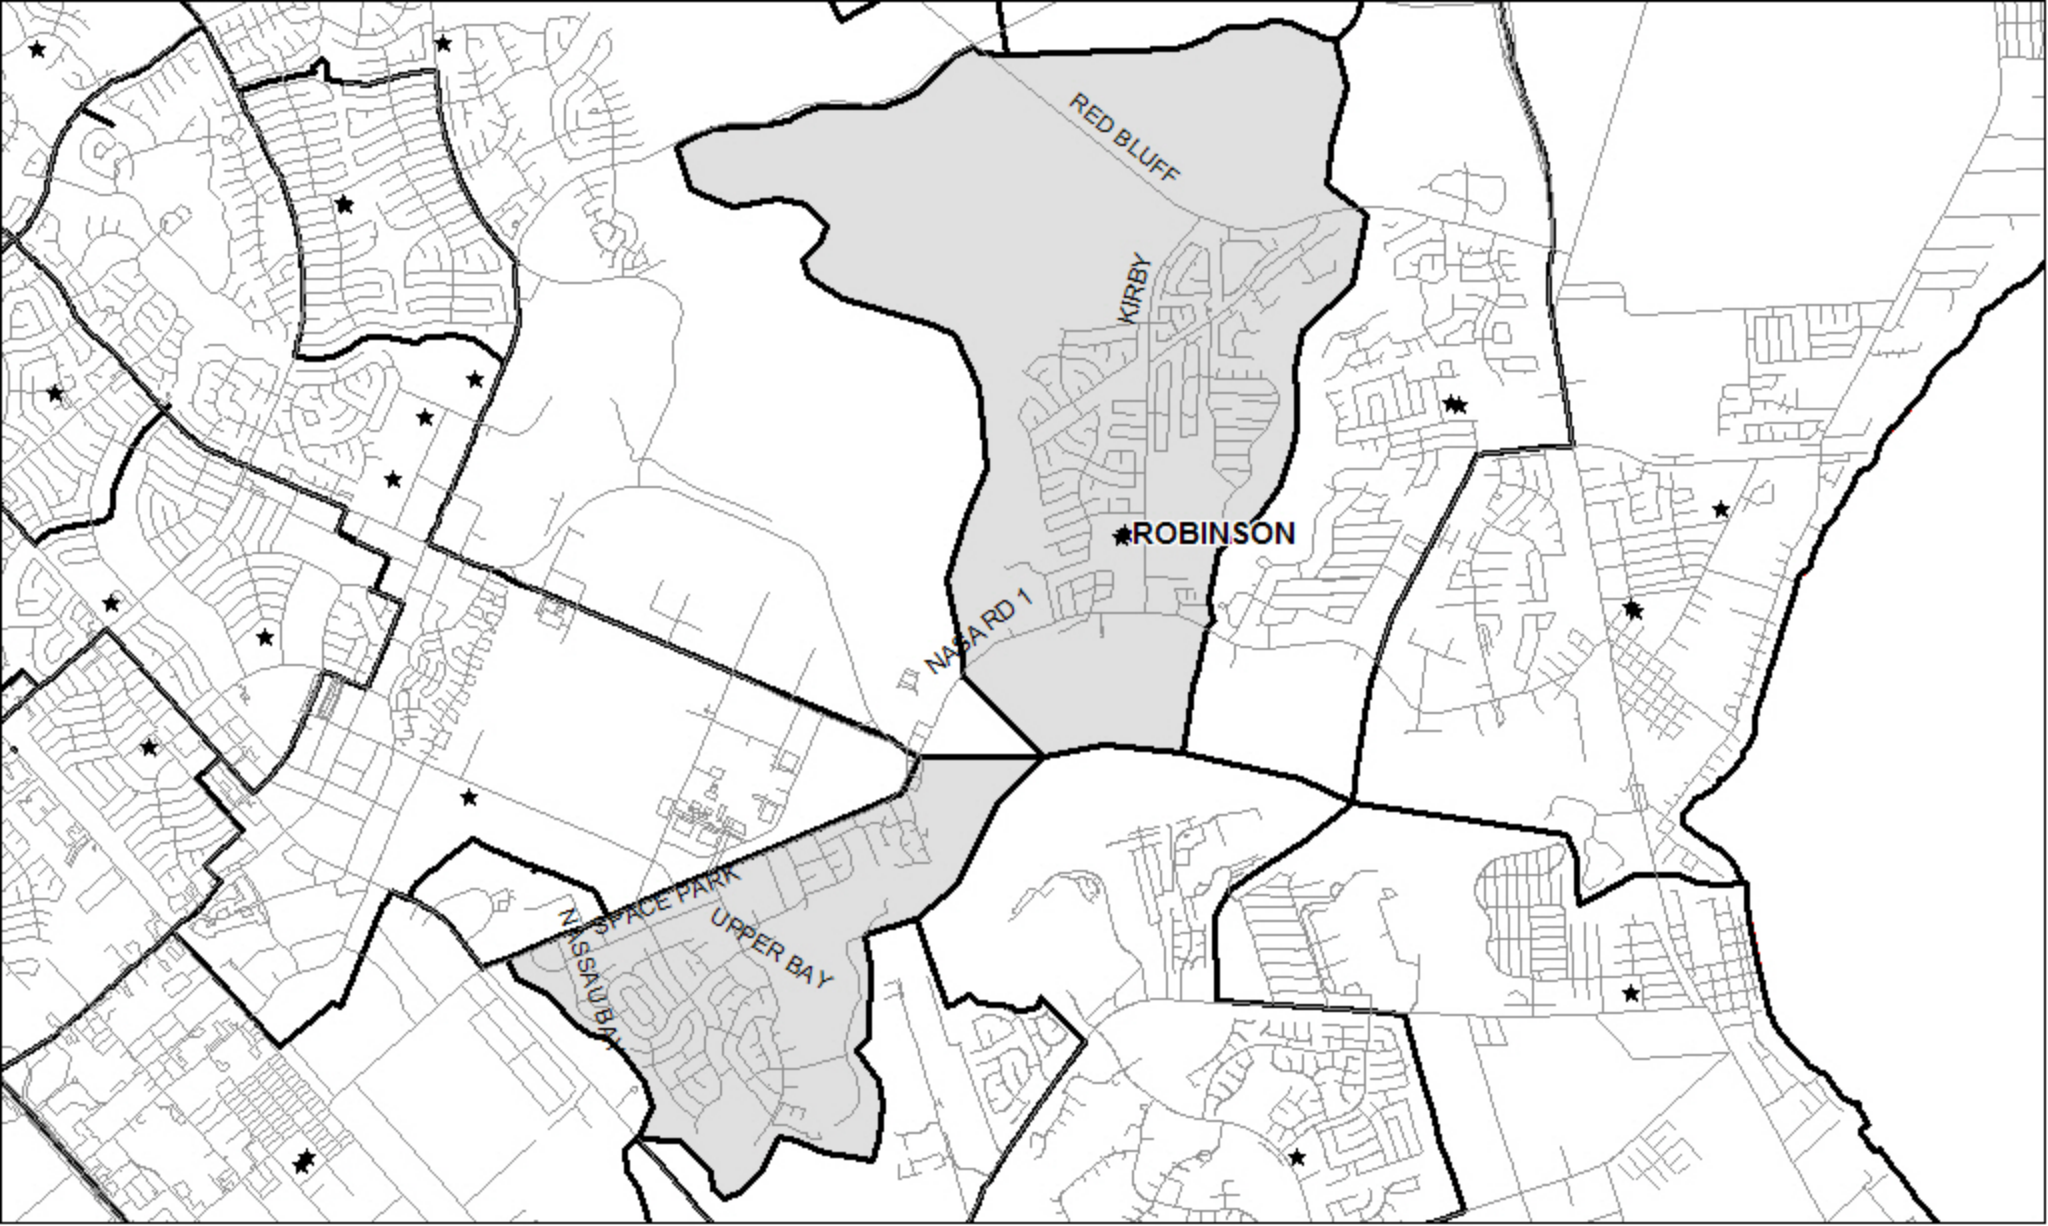 RED BLUFF
KIRBY
ROBINSON
NASA RD 1
SPACE PARK
UPPER BAY
NASSAU BAY